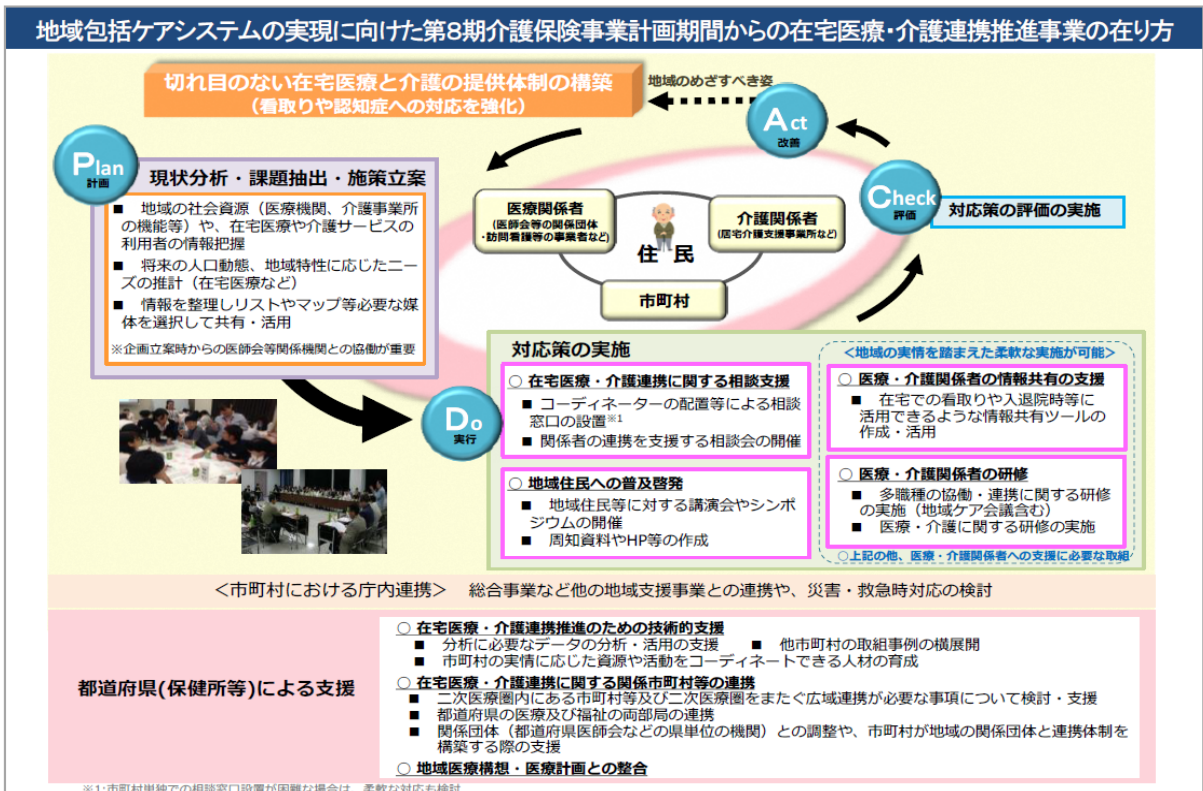 地域包括ケアシステムの実現に向けた第8期介護保険事業計画期間からの在宅医療・介護連携推進事業の在り方
切れ目のない在宅医療と介護の提供体制の構築
(看取りや認知症への対応を強化)
地域のめざすべき姿
Act
改善
Plan
計画
現状分析・課題抽出・施策立案
■ 地域の社会資源(医療機関、介護事業所
の機能等)や、在宅医療や介護サービスの
利用者の情報把握
■ 将来の人口動態、地域特性に応じたニー
ズの推計(在宅医療など)
■ 情報を整理しリストやマップ等必要な媒
体を選択して共有・活用
※企画立案時からの医師会等関係機関との協働が重要
医療関係者
(医師会等の関係団体
・訪問看護等の事業者など)
介護関係者
(居宅介護支援事業所など)
住民
市町村
Check
評価
対応策の評価の実施
Do
実行
対応策の実施
○ 在宅医療・介護連携に関する相談支援
■ コーディネーターの配置等による相談
窓口の設置※1
■ 関係者の連携を支援する相談会の開催
○ 地域住民への普及啓発
■ 地域住民等に対する講演会やシンポ
ジウムの開催
■ 周知資料やHP等の作成
<地域の実情を踏まえた柔軟な実施が可能>
○ 医療・介護関係者の情報共有の支援
■ 在宅での看取りや入退院時等に
活用できるような情報共有ツールの
作成・活用
○ 医療・介護関係者の研修
■ 多職種の協働・連携に関する研修
の実施(地域ケア会議含む)
■ 医療・介護に関する研修の実施
○上記の他、医療・介護関係者への支援に必要な取組
<市町村における庁内連携> 総合事業など他の地域支援事業との連携や、災害・救急時対応の検討
都道府県(保健所等)による支援
○ 在宅医療・介護連携推進のための技術的支援
■ 分析に必要なデータの分析・活用の支援 ■ 他市町村の取組事例の横展開
■ 市町村の実情に応じた資源や活動をコーディネートできる人材の育成
○ 在宅医療・介護連携に関する関係市町村等の連携
■ 二次医療圏内にある市町村等及び二次医療圏をまたぐ広域連携が必要な事項について検討・支援
■ 都道府県の医療及び福祉の両部局の連携
■ 関係団体(都道府県医師会などの県単位の機関)との調整や、市町村が地域の関係団体と連携体制を
構築する際の支援
○ 地域医療構想・医療計画との整合
※1:市町村単独での相談窓口設置が困難な場合は、柔軟な対応も検討